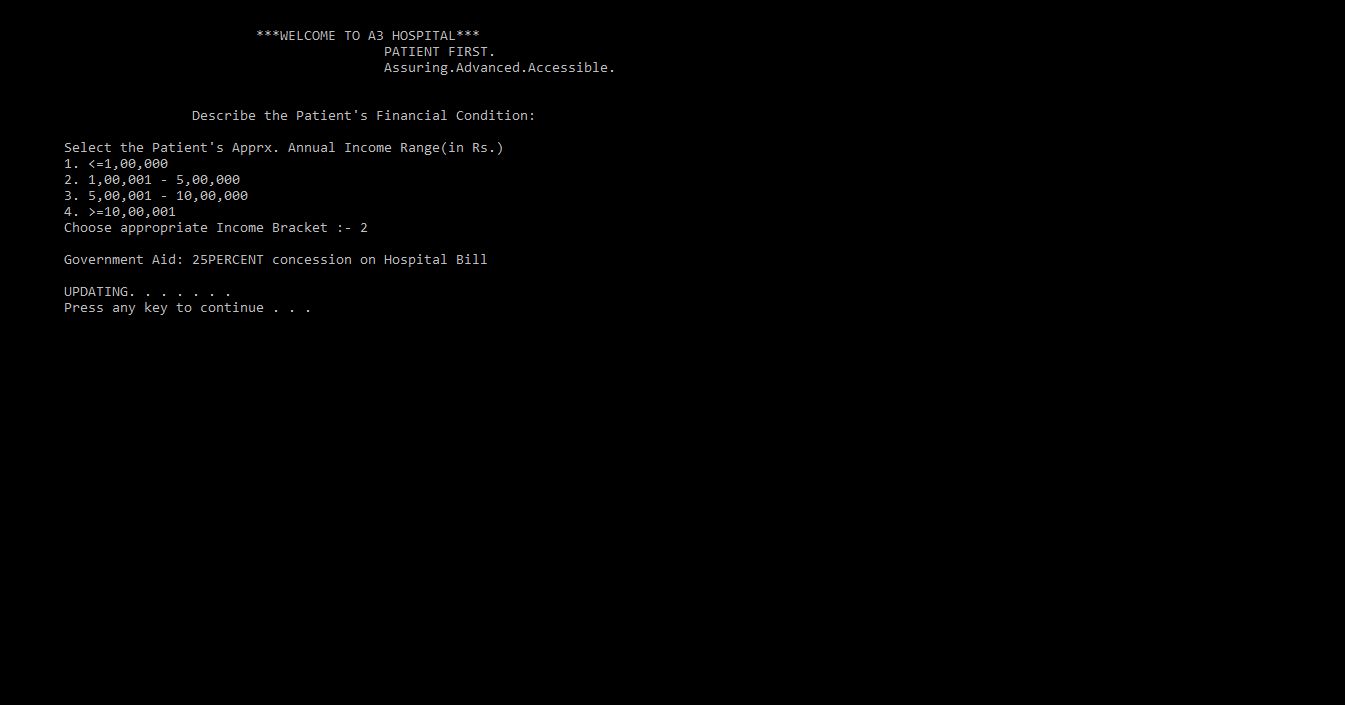 ***WELCOME TO A3 HOSPITAL***
PATIENT FIRST.
Assuring.Advanced.Accessible.
Describe the Patient's Financial Condition:
Select the Patient's Apprx. Annual Income Range(in Rs.)
1. <=1,00,000
2. 1,00,001 - 5,00,000
3. 5,00,001 - 10,00,000
4. >=10,00,001
Choose appropriate Income Bracket :- 2
Government Aid: 25PERCENT concession on Hospital Bill
UPDATING. . . . . . .
Press any key to continue . . .